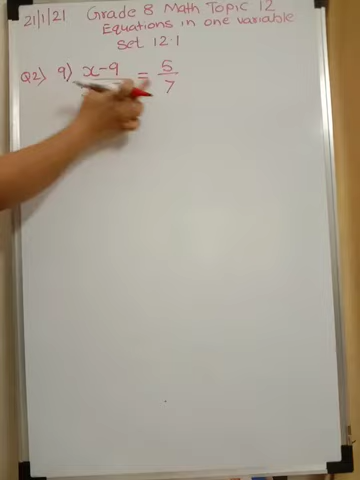 21/1/21 Grade 8 Math Topic 12
Equations in one variable
set 12.1
Q2) 9) x-9 = 5
7